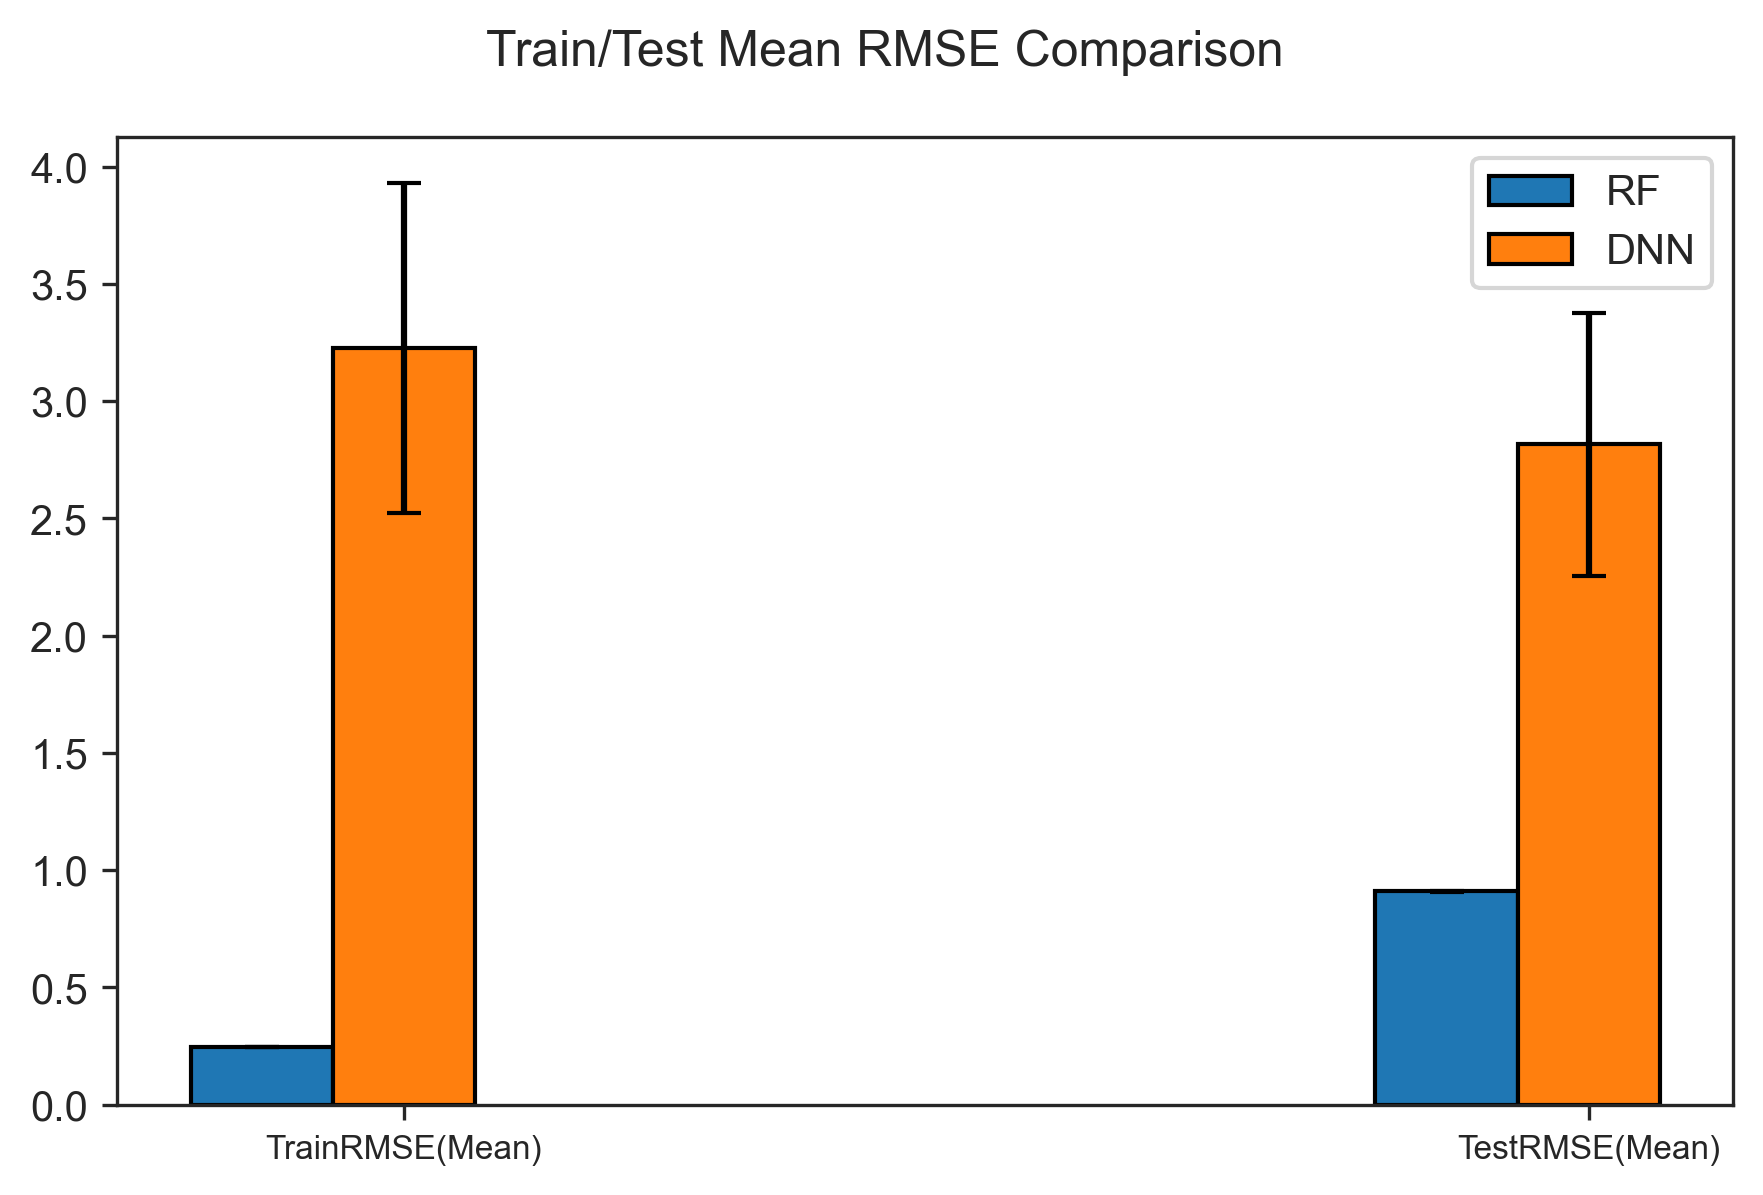 Train/Test Mean RMSE Comparison
4.0
3.5
3.0
2.5
2.0
1.5
1.0
0.5
0.0
RF
DNN
TrainRMSE(Mean)
TestRMSE(Mean)